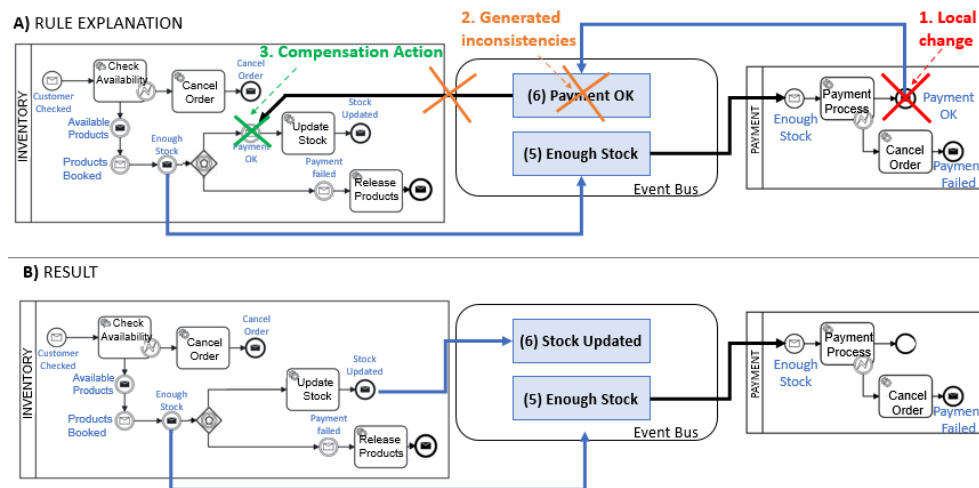 A) RULE EXPLANATION
2. Generated
inconsistencies
1. Local
change
3. Compensation Action
INVENTORY
Customer
Checked
Check
Availability
Cancel
Order
Cancel
Order
Available
Products
Products
Booked
Enough
Stock
Payment
OK
Update
Stock
Stock
Updated
Payment
failed
Release
Products
(6) Payment OK
(5) Enough Stock
Event Bus
PAYMENT
Enough
Stock
Payment
Process
Payment
OK
Cancel
Order
Payment
Failed
B) RESULT
INVENTORY
Customer
Checked
Check
Availability
Cancel
Order
Cancel
Order
Available
Products
Products
Booked
Enough
Stock
Update
Stock
Stock
Updated
Payment
failed
Release
Products
(6) Stock Updated
(5) Enough Stock
Event Bus
PAYMENT
Enough
Stock
Payment
Process
Cancel
Order
Paymen
Failed